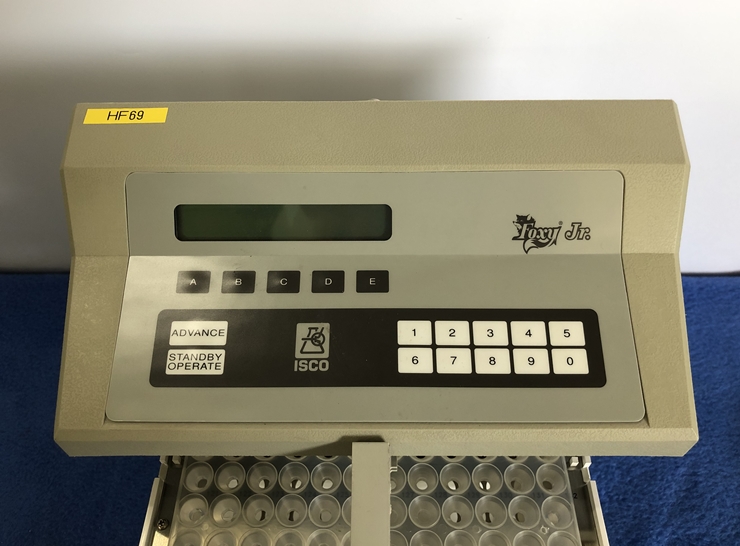 HF69
Foxy® Jr.
A B C D E
ADVANCE
STANDBY
OPERATE
ISCO
1 2 3 4 5
6 7 8 9 0